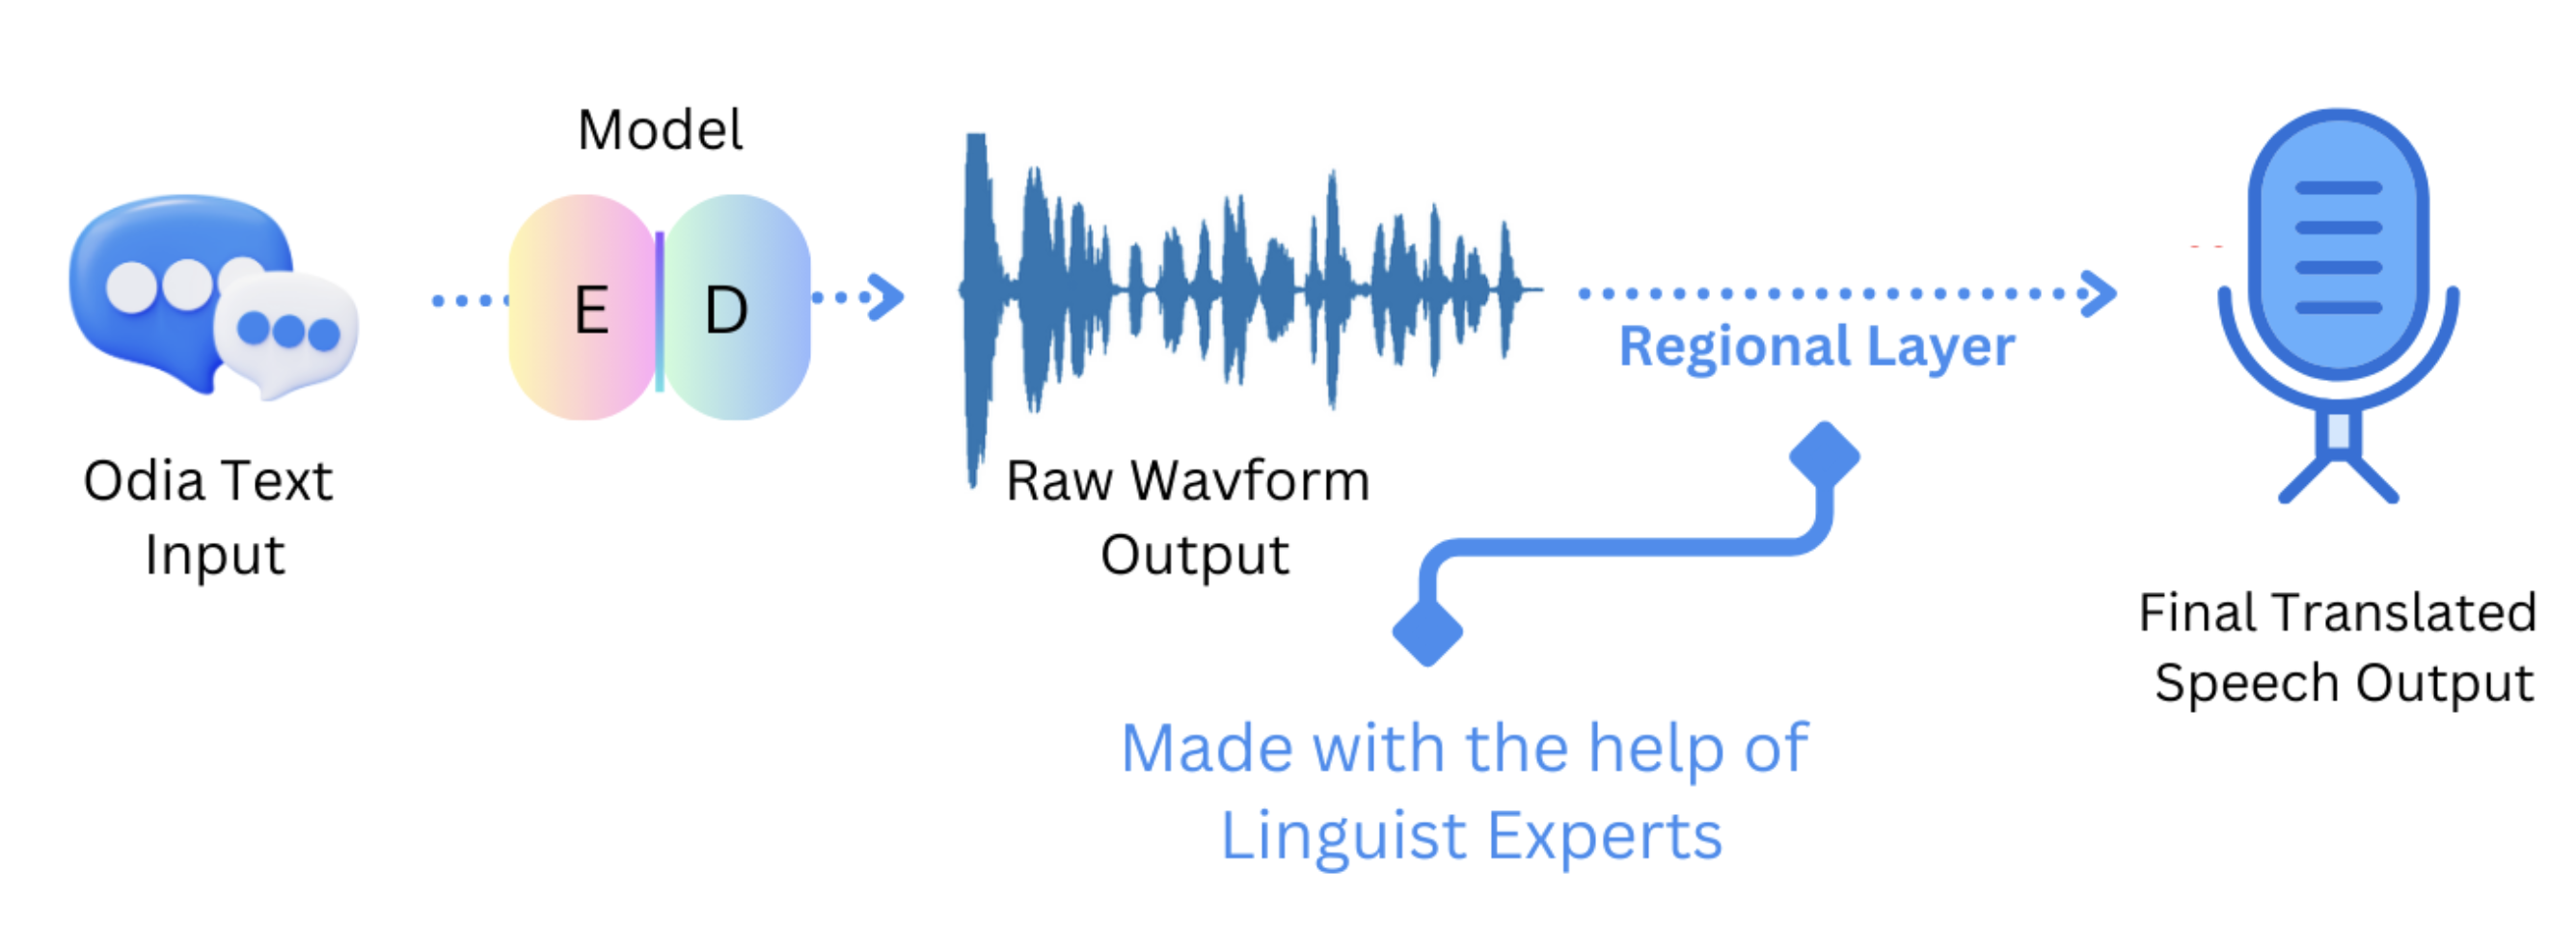 Model
E
D
Odia Text
Input
Raw Wavform
Output
Regional Layer
Made with the help of
Linguist Experts
Final Translated
Speech Output